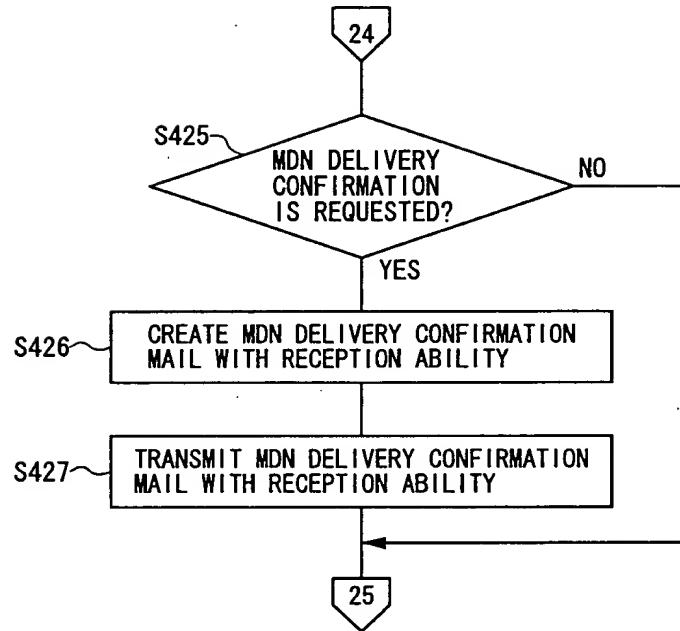 24
S425
MDN DELIVERY
CONFIRMATION
IS REQUESTED?
NO
YES
S426
CREATE MDN DELIVERY CONFIRMATION
MAIL WITH RECEPTION ABILITY
S427
TRANSMIT MDN DELIVERY CONFIRMATION
MAIL WITH RECEPTION ABILITY
25